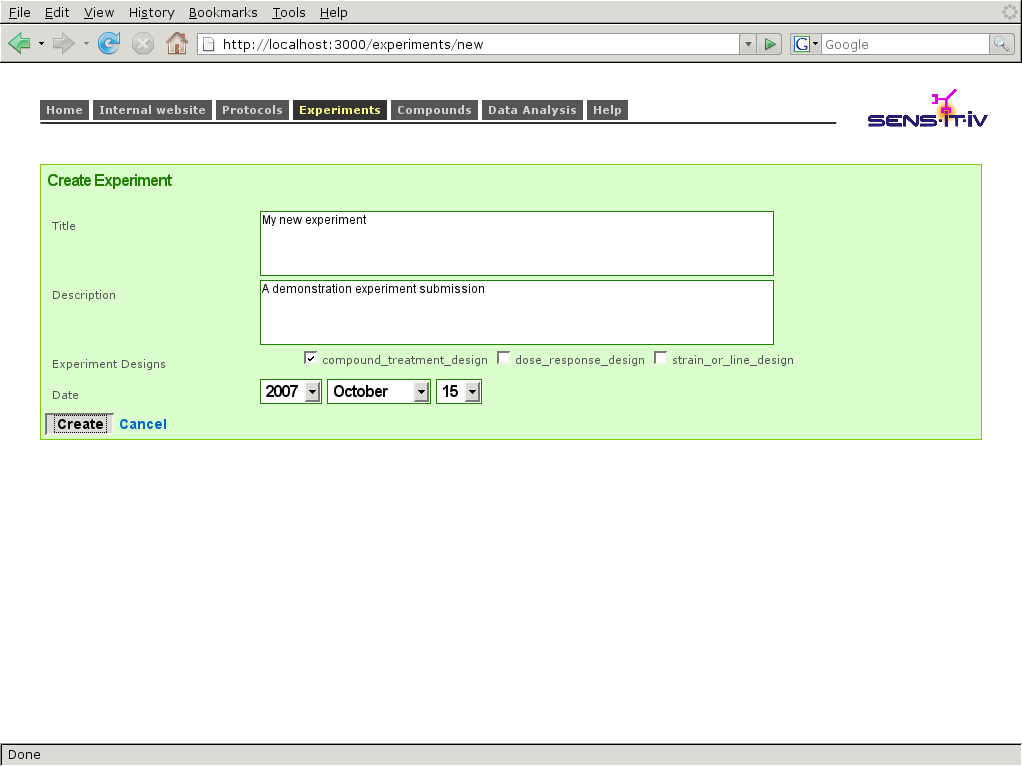 File Edit View History Bookmarks Tools Help
http://localhost:3000/experiments/new G Google
Home Internal website Protocols Experiments Compounds Data Analysis Help
SENS-IT-iV
Create Experiment
Title My new experiment
Description A demonstration experiment submission
Experiment Designs compound_treatment_design dose_response_design strain_or_line_design
Date 2007 October 15
Create Cancel
Done